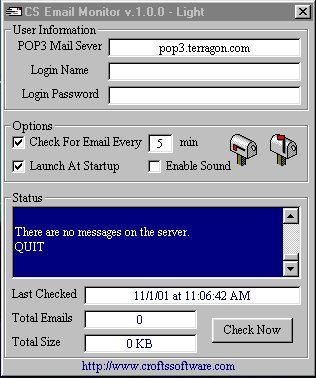 CS Email Monitor v.1.0.0 - Light
User Information
POP3 Mail Sever pop3.terragon.com
Login Name
Login Password
Options
Check For Email Every 5 min
Launch At Startup Enable Sound
Status
There are no messages on the server.
QUIT
Last Checked 11/1/01 at 11:06:42 AM
Total Emails 0
Check Now
Total Size 0 KB
http://www.croftssoftware.com